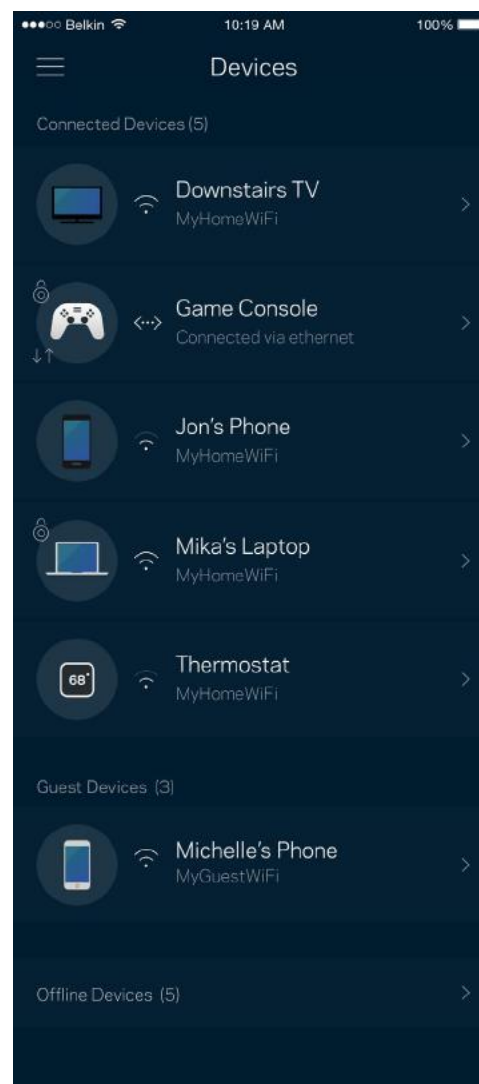 Belkin 10:19 AM 100%
Devices
Connected Devices (5)
Downstairs TV
MyHomeWiFi
Game Console
Connected via ethernet
Jon's Phone
MyHomeWiFi
Mika's Laptop
MyHomeWiFi
68°
Thermostat
MyHomeWiFi
Guest Devices (3)
Michelle's Phone
MyGuestWiFi
Offline Devices (5)